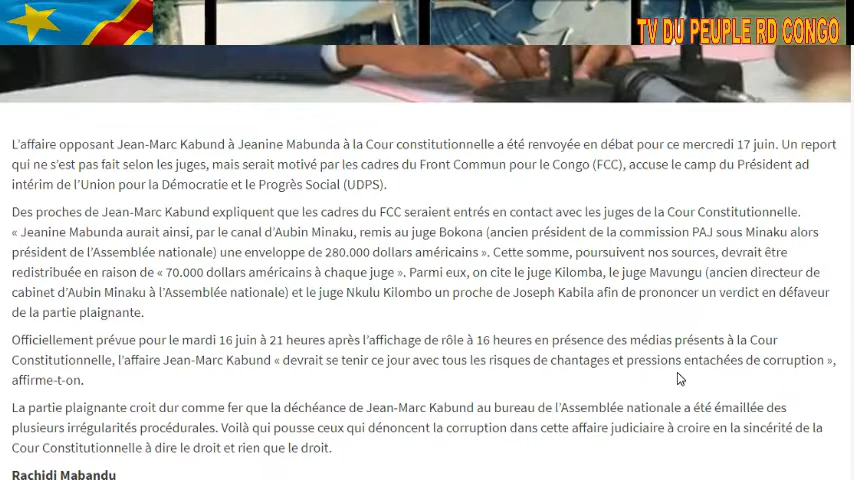 TV DU PEUPLE RD CONGO
L'affaire opposant Jean-Marc Kabund à Jeanine Mabunda à la Cour constitutionnelle a été renvoyée en débat pour ce mercredi 17 juin. Un report
qui ne s'est pas fait selon les juges, mais serait motivé par les cadres du Front Commun pour le Congo (FCC), accuse le camp du Président ad
intérim de l'Union pour la Démocratie et le Progrès Social (UDPS).
Des proches de Jean-Marc Kabund expliquent que les cadres du FCC seraient entrés en contact avec les juges de la Cour Constitutionnelle.
« Jeanine Mabunda aurait ainsi, par le canal d'Aubin Minaku, remis au juge Bokona (ancien président de la commission PAJ sous Minaku alors
président de l'Assemblée nationale) une enveloppe de 280.000 dollars américains ». Cette somme, poursuivent nos sources, devrait être
redistribuée en raison de « 70.000 dollars américains à chaque juge ». Parmi eux, on cite le juge Kilomba, le juge Mavungu (ancien directeur de
cabinet d'Aubin Minaku à l'Assemblée nationale) et le juge Nkulu Kilombo un proche de Joseph Kabila afin de prononcer un verdict en défaveur
de la partie plaignante.
Officiellement prévue pour le mardi 16 juin à 21 heures après l'affichage de rôle à 16 heures en présence des médias présents à la Cour
Constitutionnelle, l'affaire Jean-Marc Kabund « devrait se tenir ce jour avec tous les risques de chantages et pressions entachées de corruption »,
affirme-t-on.
La partie plaignante croit dur comme fer que la déchéance de Jean-Marc Kabund au bureau de l'Assemblée nationale a été émaillée des
plusieurs irrégularités procédurales. Voilà qui pousse ceux qui dénoncent la corruption dans cette affaire judiciaire à croire en la sincérité de la
Cour Constitutionnelle à dire le droit et rien que le droit.
Rachidi Mabandu